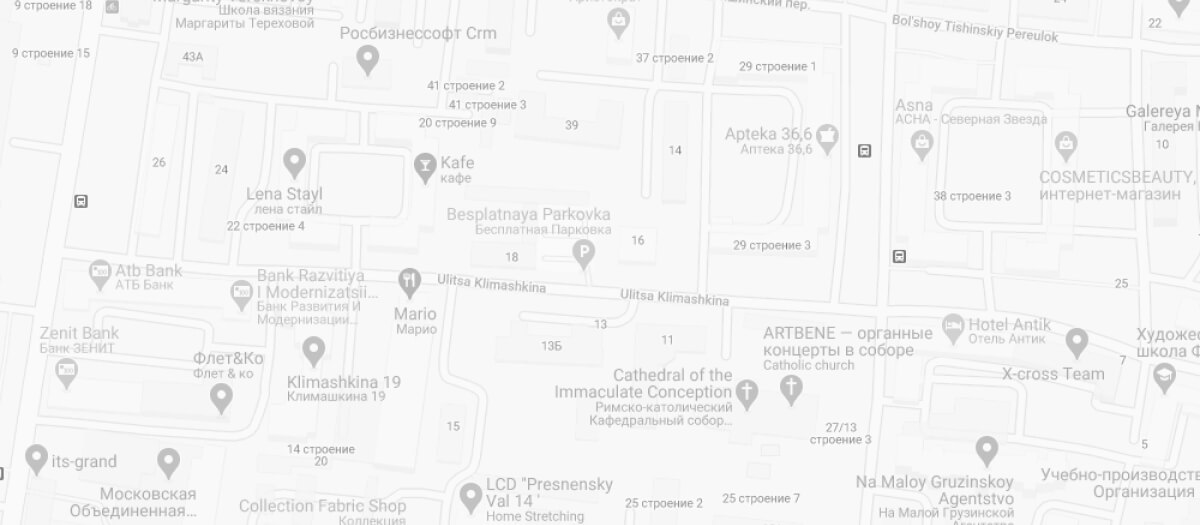 9 строение 18
Школа вязания
Маргариты Тереховой
Росбизнессофт Crm
9 строение 15
43А
37 строение 2
29 строение 1
Bol'shoy Tishinskiy Pereulok
22
41 строение 2
41 строение 3
20 строение 9
39
14
Apteka 36,6
Аптека 36,6
Asna
АСНА - Северная Звезда
Galereya
Галерея
10
26
24
Lena Stayl
лена стайл
Kafe
кафе
COSMETICSBEAUTY,
интернет-магазин
38 строение 3
22 строение 4
Besplatnaya Parkovka
Бесплатная Парковка
18
16
29 строение 3
25
Atb Bank
АТБ Банк
Bank Razvitiya
I Modernizatsii...
Банк Развития И
Модернизации...
Ulitsa Klimashkina
Ulitsa Klimashkina
Mario
Марио
Zenit Bank
Банк ЗЕНИТ
Флет&Ко
Флет & ко
Klimashkina 19
Климашкина 19
13
13Б
11
ARTBENE — органные
концерты в соборе
Catholic church
Hotel Antik
Отель Антик
X-cross Team
7
Cathedral of the
Immaculate Conception
Римско-католический
Кафедральный собор...
15
27/13
строение 3
5
14 строение
20
its-grand
Московская
Объединенная...
Collection Fabric Shop
Коллекция
LCD "Presnensky
Val 14 '
Home Stretching
25 строение 2
25 строение 7
Na Maloy Gruzinskoy
Agentstvo
На Малой Грузинской
Учебно-производств
Организация